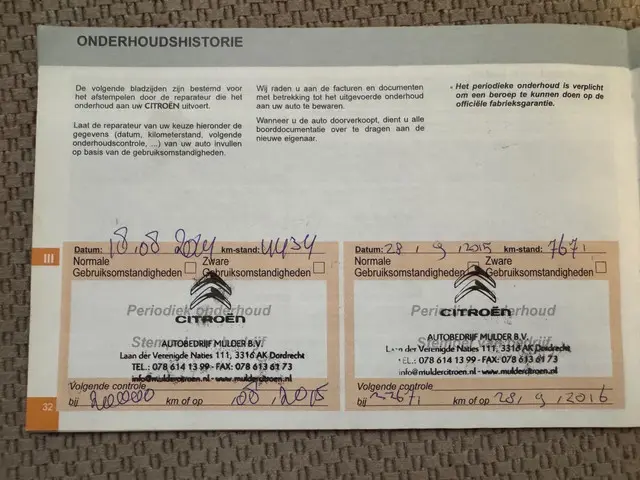 ONDERHOUDSHISTORIE
De volgende bladzijden zijn bestemd voor
het afstempelen door de reparateur die het
onderhoud aan uw CITROËN uitvoert.
Laat de reparateur van uw keuze hieronder de
gegevens (datum, kilometerstand, volgende
onderhoudscontrole, ...) van uw auto invullen
op basis van de gebruiksomstandigheden.
Wij raden u aan de facturen en documenten
met betrekking tot het uitgevoerde onderhoud
aan uw auto te bewaren.
Wanneer u de auto doorverkoopt, dient u alle
boorddocumentatie over te dragen aan de
nieuwe eigenaar.
• Het periodieke onderhoud is verplicht
om een beroep te kunnen doen op de
officiële fabrieksgarantie.
III
Datum: 18,08 2014 km-stand: 4434
Normale Zware
Gebruiksomstandigheden Gebruiksomstandigheden
Periodiek onderhoud
CITROËN
AUTOBEDRIJF MULDER B.V.
Laan der Verenigde Naties 111, 3316 AK Dordrecht
TEL.: 078 614 13 99 - FAX: 078 613 61 73
info@muldercitroen.nl - www.muldercitroen.nl
Volgende controle
bij km of op ,08 ,2015
Datum: 28 , 9 ,2015 km-stand: 7671
Normale Zware
Gebruiksomstandigheden Gebruiksomstandigheden
Periodiek onderhoud
CITROËN
AUTOBEDRIJF MULDER B.V.
Laan der Verenigde Naties 111, 3316 AK Dordrecht
TEL.: 078 614 13 99 - FAX: 078 613 61 73
info@muldercitroen.nl - www.muldercitroen.nl
Volgende controle
bij km of op 28 , 9 , 2016
32